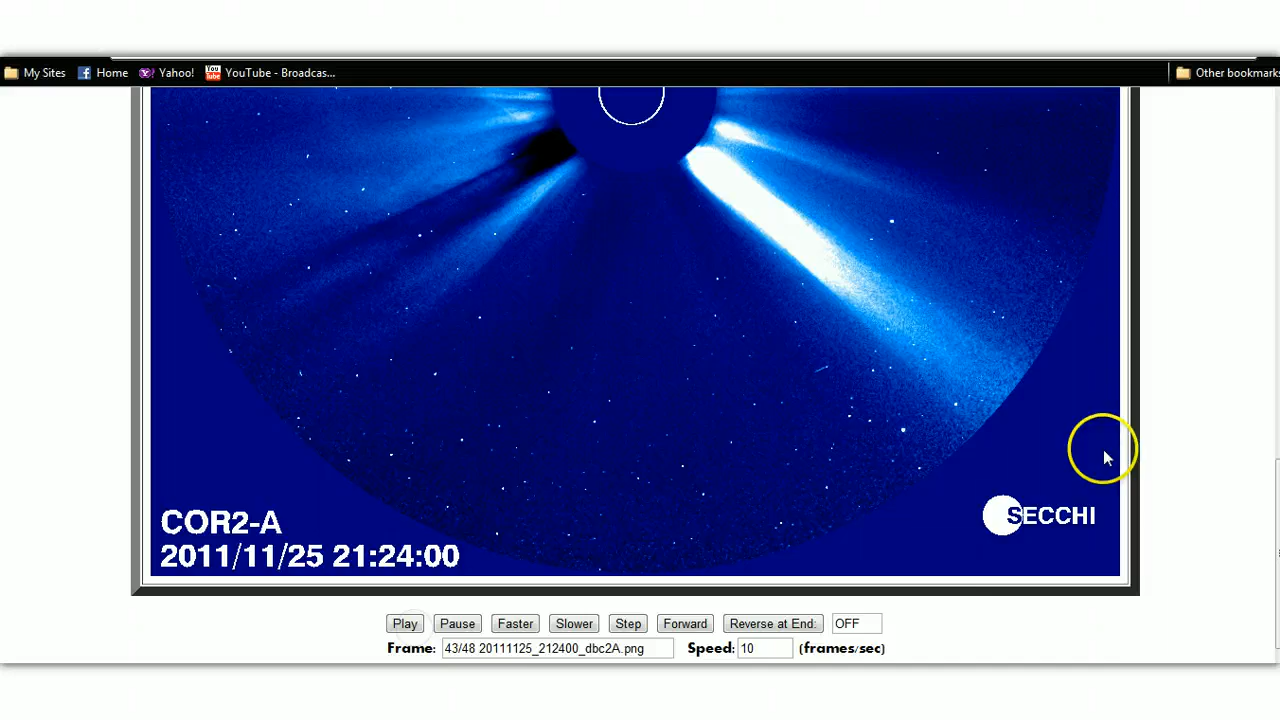 My Sites Home Yahoo! YouTube - Broadcas... Other bookmarks
COR2-A
2011/11/25 21:24:00
SECCHI
Play Pause Faster Slower Step Forward Reverse at End: OFF
Frame: 43/48 20111125_212400_dbc2A.png Speed: 10 (frames/sec)